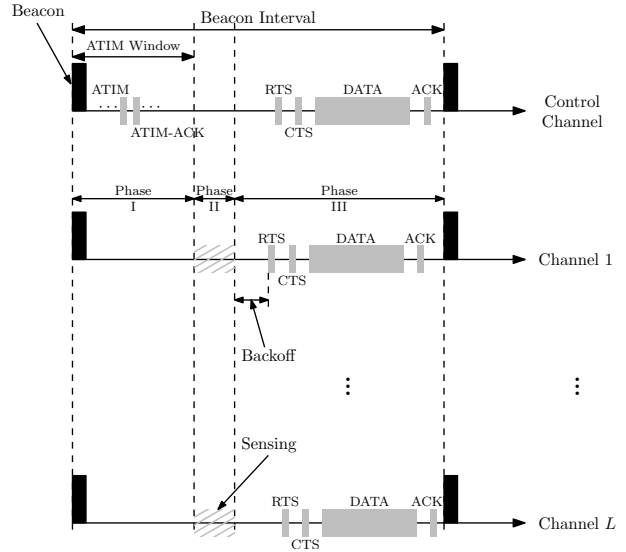 Beacon
Beacon Interval
ATIM Window
ATIM
RTS
DATA
ACK
. . .
. . .
ATIM-ACK
CTS
Control
Channel
Phase
I
Phase
II
Phase
III
RTS
DATA
ACK
CTS
Channel 1
Backoff
Sensing
RTS
DATA
ACK
CTS
Channel L